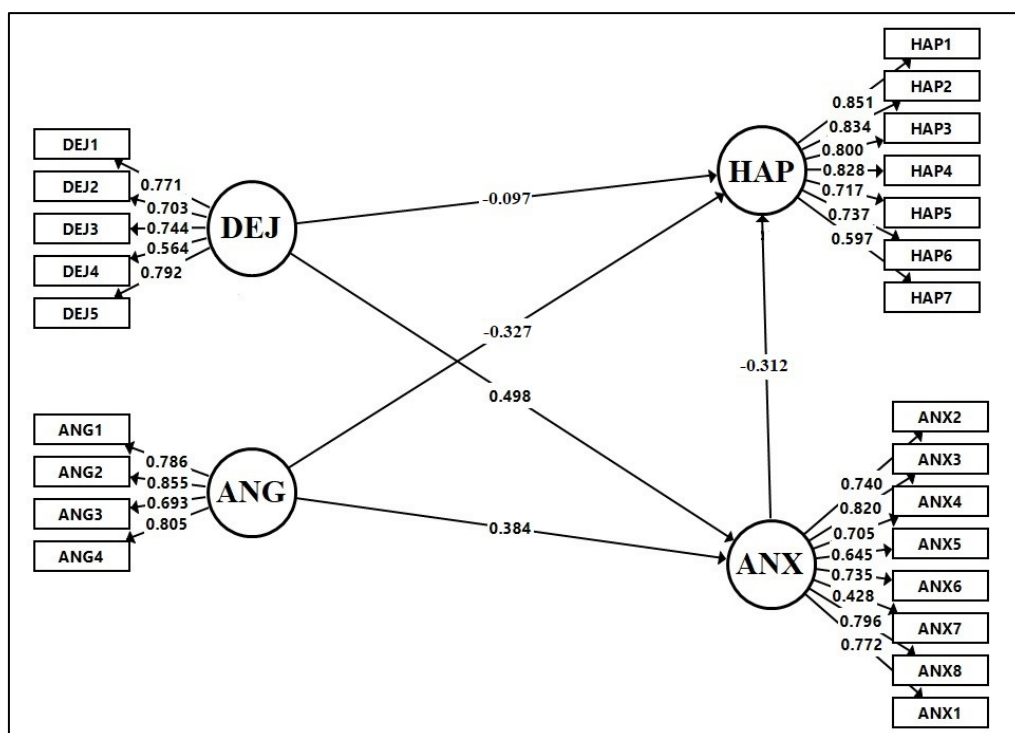 DEJ1
DEJ2
DEJ3
DEJ4
DEJ5
0.771
0.703
0.744
0.564
0.792
DEJ
ANG1
ANG2
ANG3
ANG4
0.786
0.855
0.693
0.805
ANG
-0.097
-0.327
0.498
0.384
-0.312
HAP
0.851
0.834
0.800
0.828
0.717
0.737
0.597
HAP1
HAP2
HAP3
HAP4
HAP5
HAP6
HAP7
ANX
0.740
0.820
0.705
0.645
0.735
0.428
0.796
0.772
ANX2
ANX3
ANX4
ANX5
ANX6
ANX7
ANX8
ANX1